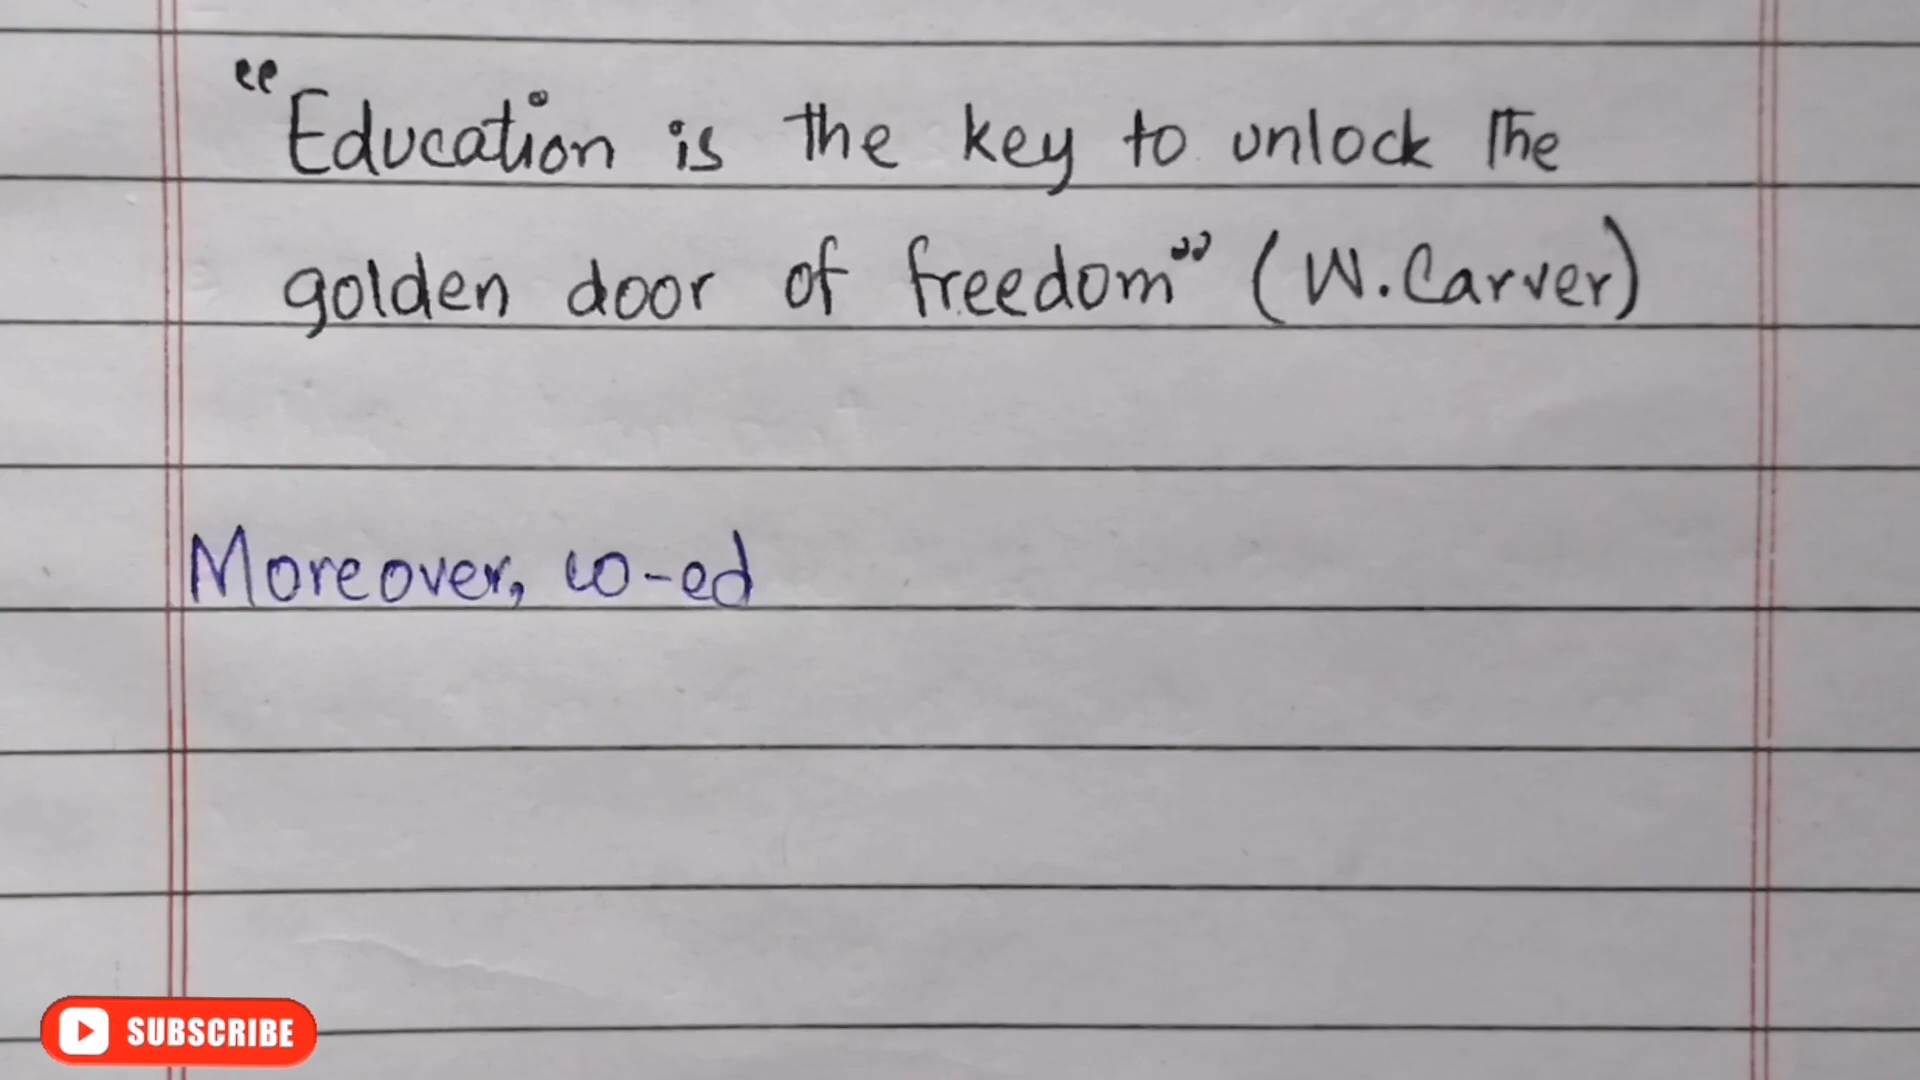 “Education is the key to unlock the
golden door of freedom” (W. Carver)
Moreover, co-ed
SUBSCRIBE